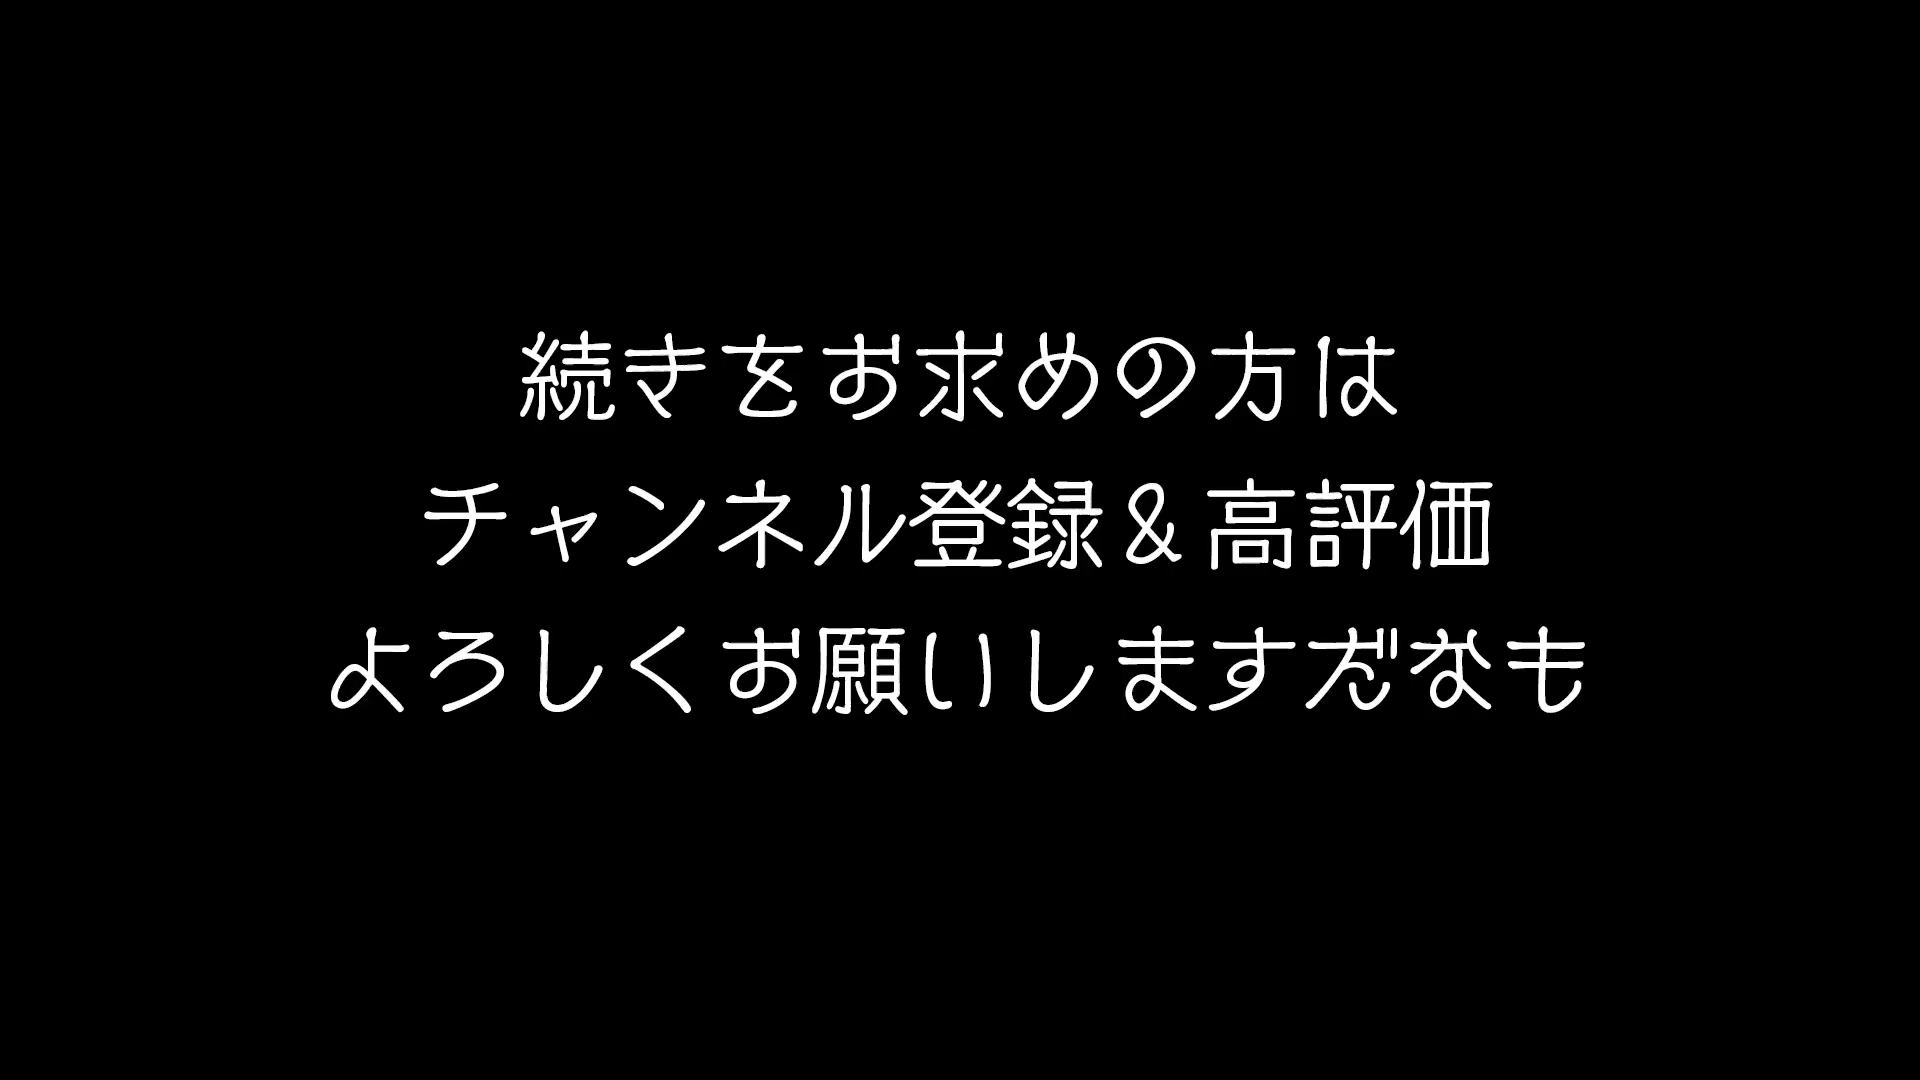 続きをお求めの方は
チャンネル登録＆高評価
よろしくお願いしますだなも